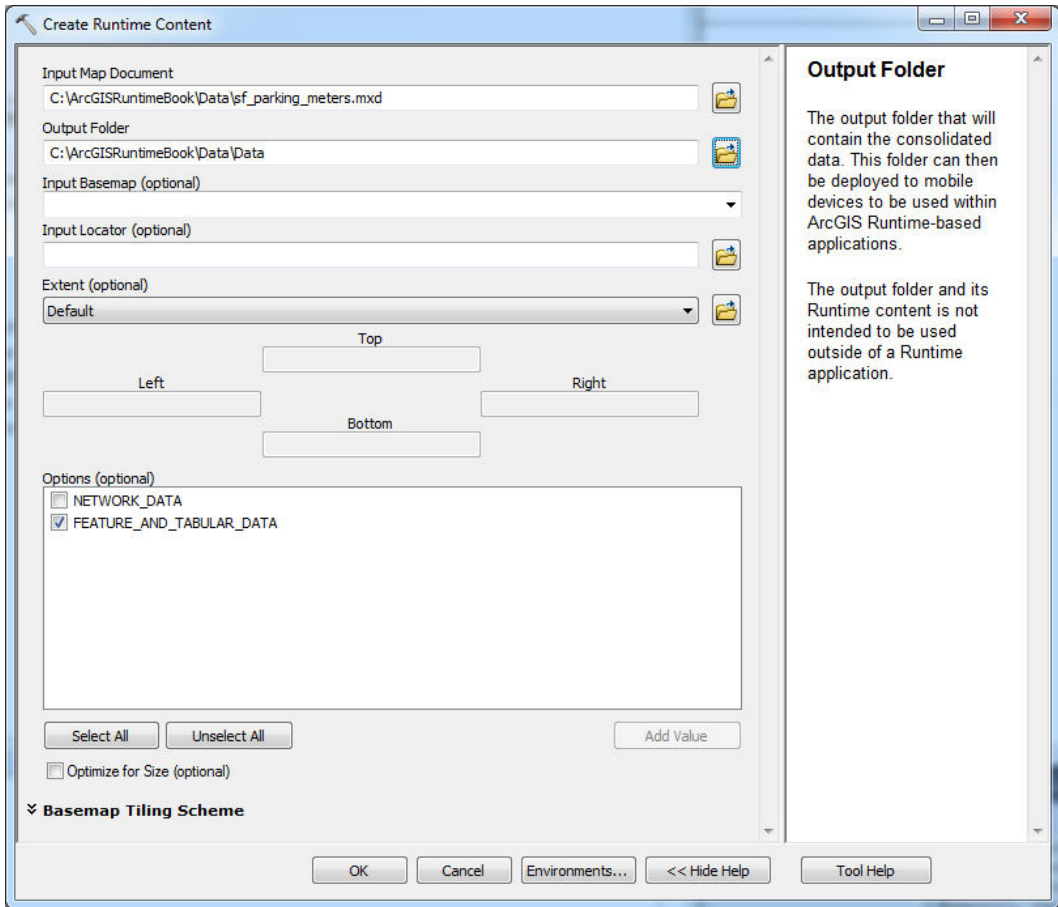 Create Runtime Content
Input Map Document
C:\ArcGISRuntimeBook\Data\sf_parking_meters.mxd
Output Folder
C:\ArcGISRuntimeBook\Data\Data
Input Basemap (optional)
Input Locator (optional)
Extent (optional)
Default
Top
Left
Right
Bottom
Options (optional)
NETWORK_DATA
FEATURE_AND_TABULAR_DATA
Select All
Unselect All
Add Value
Optimize for Size (optional)
Basemap Tiling Scheme
Output Folder
The output folder that will
contain the consolidated
data. This folder can then
be deployed to mobile
devices to be used within
ArcGIS Runtime-based
applications.
The output folder and its
Runtime content is not
intended to be used
outside of a Runtime
application.
OK
Cancel
Environments...
<< Hide Help
Tool Help